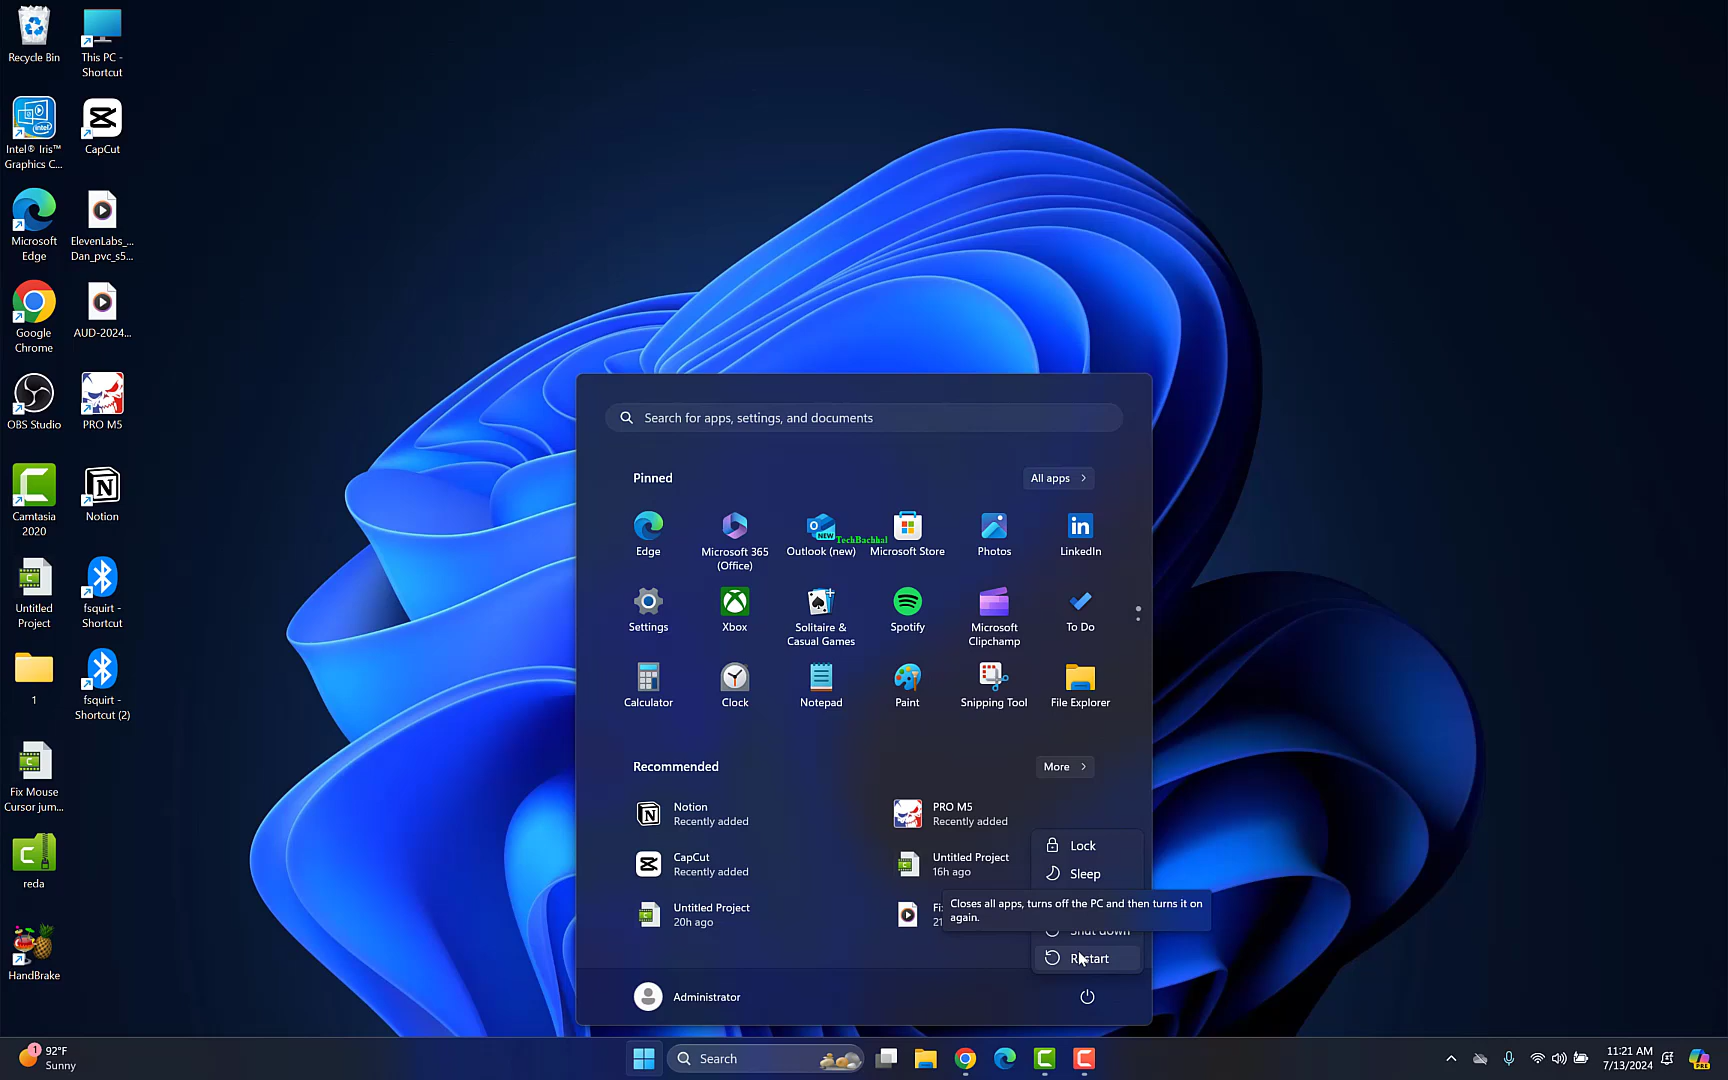 Recycle Bin
This PC -
Shortcut
Intel® Iris™
Graphics C...
CapCut
Microsoft
Edge
ElevenLabs_...
Dan_pvc_s5...
Google
Chrome
AUD-2024...
OBS Studio
PRO M5
Camtasia
2020
Notion
Untitled
Project
fsquirt -
Shortcut
1
fsquirt -
Shortcut (2)
Fix Mouse
Cursor jum...
reda
HandBrake
Search for apps, settings, and documents
Pinned
All apps
Edge
Microsoft 365
(Office)
NEW
Outlook (new)
TechBachhal
Microsoft Store
Photos
LinkedIn
Settings
Xbox
Solitaire &
Casual Games
Spotify
Microsoft
Clipchamp
To Do
Calculator
Clock
Notepad
Paint
Snipping Tool
File Explorer
Recommended
More
Notion
Recently added
PRO M5
Recently added
CapCut
Recently added
Untitled Project
16h ago
Untitled Project
20h ago
Lock
Sleep
Closes all apps, turns off the PC and then turns it on
again.
Shut down
Restart
Administrator
1
92°F
Sunny
Search
11:21 AM
7/13/2024
PRE